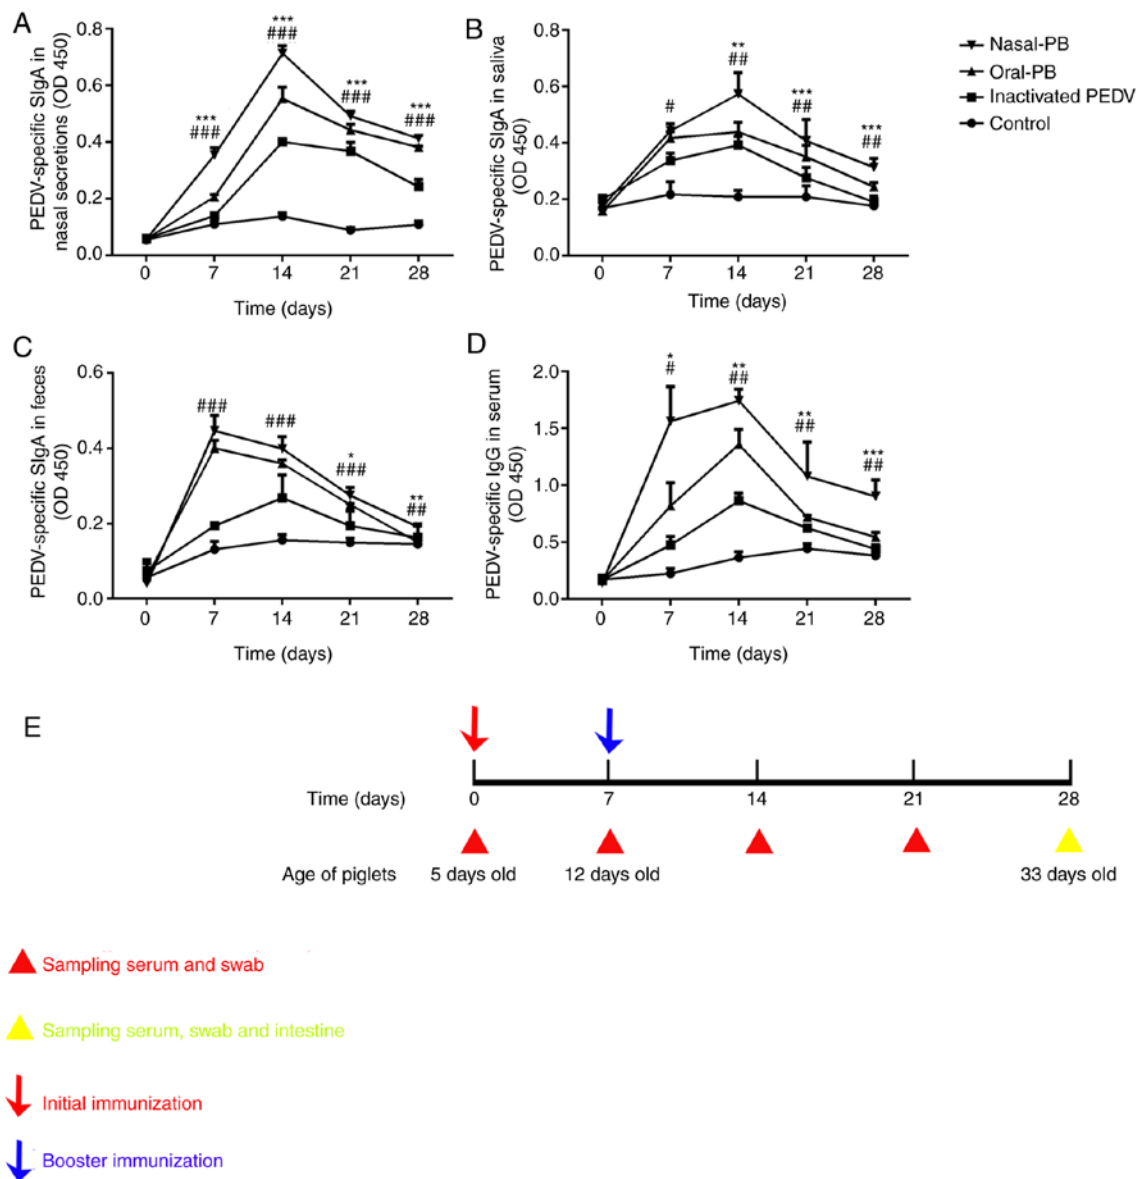 A
PEDV-specific SIgA in
nasal secretions (OD 450)
0.8
0.6
0.4
0.2
0.0
***
###
***
###
***
###
***
###
0 7 14 21 28
Time (days)
B
PEDV-specific SIgA in saliva
(OD 450)
0.8
0.6
0.4
0.2
0.0
#
**
##
***
##
***
##
0 7 14 21 28
Time (days)
Nasal-PB
Oral-PB
Inactivated PEDV
Control
C
PEDV-specific SIgA in feces
(OD 450)
0.6
0.4
0.2
0.0
###
###
*
###
**
##
0 7 14 21 28
Time (days)
D
PEDV-specific IgG in serum
(OD 450)
2.0
1.5
1.0
0.5
0.0
*
#
**
##
**
##
***
##
0 7 14 21 28
Time (days)
E
Time (days) 0 7 14 21 28
Age of piglets 5 days old 12 days old 33 days old
Sampling serum and swab
Sampling serum, swab and intestine
Initial immunization
Booster immunization